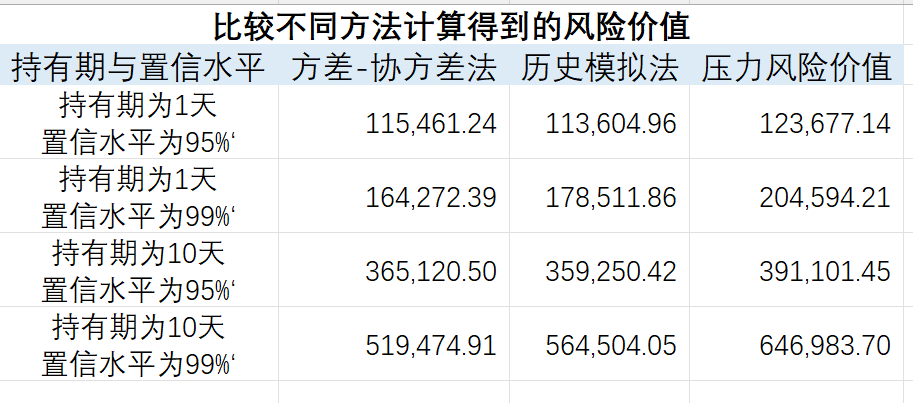 比较不同方法计算得到的风险价值
持有期与置信水平 方差-协方差法 历史模拟法 压力风险价值
持有期为1天
置信水平为95%‘ 115,461.24 113,604.96 123,677.14
持有期为1天
置信水平为99%‘ 164,272.39 178,511.86 204,594.21
持有期为10天
置信水平为95%‘ 365,120.50 359,250.42 391,101.45
持有期为10天
置信水平为99%‘ 519,474.91 564,504.05 646,983.70